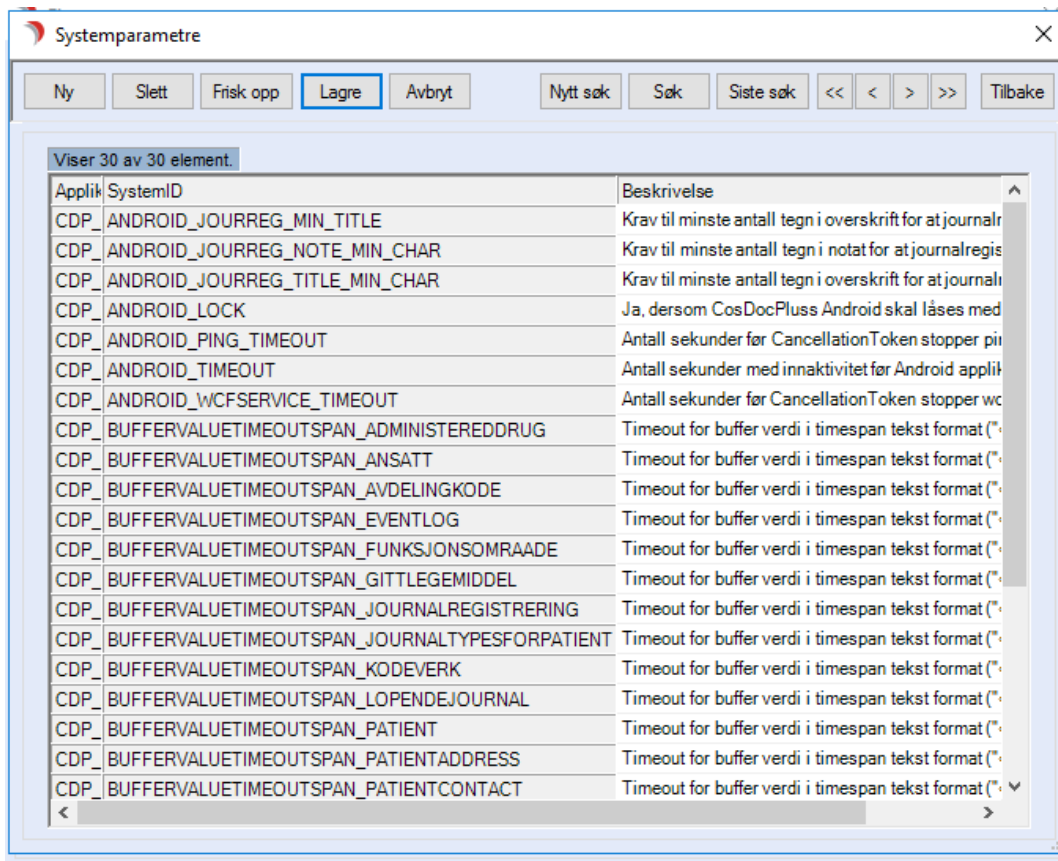 Systemparametre
Ny Slett Frisk opp Lagre Avbryt Nytt søk Søk Siste søk << < > >> Tilbake
Viser 30 av 30 element.
Applik SystemID Beskrivelse
CDP_ ANDROID_JOURREG_MIN_TITLE Krav til minste antall tegn i overskrift for at journalr
CDP_ ANDROID_JOURREG_NOTE_MIN_CHAR Krav til minste antall tegn i notat for at journalregis
CDP_ ANDROID_JOURREG_TITLE_MIN_CHAR Krav til minste antall tegn i overskrift for at journalr
CDP_ ANDROID_LOCK Ja, dersom CosDocPluss Android skal låses med
CDP_ ANDROID_PING_TIMEOUT Antall sekunder før CancellationToken stopper pin
CDP_ ANDROID_TIMEOUT Antall sekunder med innaktivitet før Android applik
CDP_ ANDROID_WCFSERVICE_TIMEOUT Antall sekunder før CancellationToken stopper wc
CDP_ BUFFERVALUETIMEOUTSPAN_ADMINISTEREDDRUG Timeout for buffer verdi i timespan tekst format ("
CDP_ BUFFERVALUETIMEOUTSPAN_ANSATT Timeout for buffer verdi i timespan tekst format ("
CDP_ BUFFERVALUETIMEOUTSPAN_AVDELINGKODE Timeout for buffer verdi i timespan tekst format ("
CDP_ BUFFERVALUETIMEOUTSPAN_EVENTLOG Timeout for buffer verdi i timespan tekst format ("
CDP_ BUFFERVALUETIMEOUTSPAN_FUNKSJONSOMRAADE Timeout for buffer verdi i timespan tekst format ("
CDP_ BUFFERVALUETIMEOUTSPAN_GITTLEGEMIDDEL Timeout for buffer verdi i timespan tekst format ("
CDP_ BUFFERVALUETIMEOUTSPAN_JOURNALREGISTRERING Timeout for buffer verdi i timespan tekst format ("
CDP_ BUFFERVALUETIMEOUTSPAN_JOURNALTYPESFORPATIENT Timeout for buffer verdi i timespan tekst format ("
CDP_ BUFFERVALUETIMEOUTSPAN_KODEVERK Timeout for buffer verdi i timespan tekst format ("
CDP_ BUFFERVALUETIMEOUTSPAN_LOPENDEJOURNAL Timeout for buffer verdi i timespan tekst format ("
CDP_ BUFFERVALUETIMEOUTSPAN_PATIENT Timeout for buffer verdi i timespan tekst format ("
CDP_ BUFFERVALUETIMEOUTSPAN_PATIENTADDRESS Timeout for buffer verdi i timespan tekst format ("
CDP_ BUFFERVALUETIMEOUTSPAN_PATIENTCONTACT Timeout for buffer verdi i timespan tekst format ("